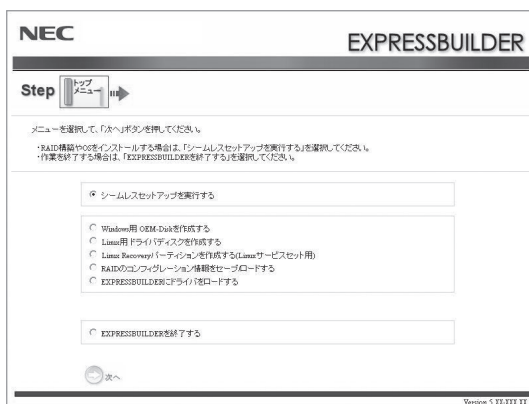 NEC
EXPRESSBUILDER
Step トップメニュー
メニューを選択して、「次へ」ボタンを押してください。
・RAID構築やOSをインストールする場合は、「シームレスセットアップを実行する」を選択してください。
・作業を終了する場合は、「EXPRESSBUILDERを終了する」を選択してください。
シームレスセットアップを実行する
Windows用 OEM-Diskを作成する
Linux用ドライバディスクを作成する
Linux Recoveryパーティションを作成する(Linuxサービスセット用)
RAIDのコンフィグレーション情報をセーブ/ロードする
EXPRESSBUILDERにドライバをロードする
EXPRESSBUILDERを終了する
次へ
Version 5.XX-XXX.XX